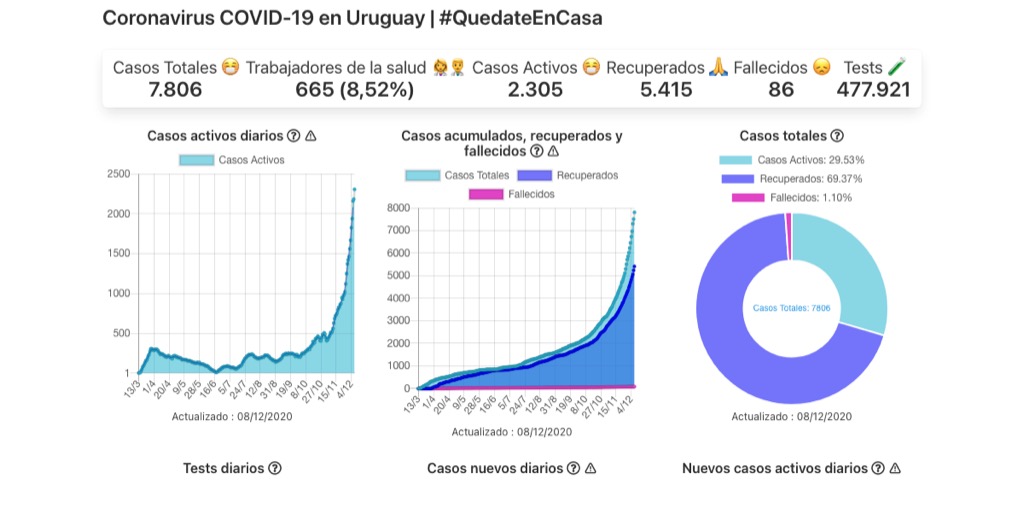 Coronavirus COVID-19 en Uruguay | #QuedateEnCasa
Casos Totales 😷 Trabajadores de la salud 👩‍⚕️👨‍⚕️ Casos Activos 😷 Recuperados 🙏 Fallecidos 😞 Tests 🧪
7.806 665 (8,52%) 2.305 5.415 86 477.921
Casos activos diarios
Casos Activos
2500
2000
1500
1000
500
1
13/3 1/4 20/4 9/5 28/5 16/6 5/7 24/7 12/8 31/8 19/9 8/10 27/10 15/11 4/12
Actualizado : 08/12/2020
Casos acumulados, recuperados y
fallecidos
Casos Totales Recuperados
Fallecidos
8000
7000
6000
5000
4000
3000
2000
1000
0
13/3 1/4 20/4 9/5 28/5 16/6 5/7 24/7 12/8 31/8 19/9 8/10 27/10 15/11 4/12
Actualizado : 08/12/2020
Casos totales
Casos Activos: 29.53%
Recuperados: 69.37%
Fallecidos: 1.10%
Casos Totales: 7806
Actualizado : 08/12/2020
Tests diarios
Casos nuevos diarios
Nuevos casos activos diarios